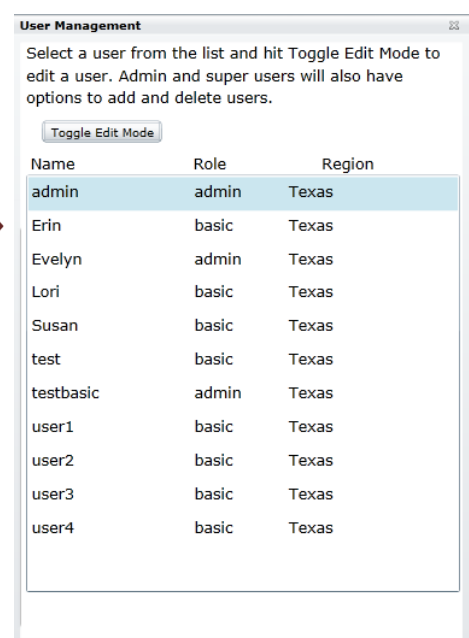 User Management
Select a user from the list and hit Toggle Edit Mode to
edit a user. Admin and super users will also have
options to add and delete users.
Toggle Edit Mode
Name Role Region
admin admin Texas
Erin basic Texas
Evelyn admin Texas
Lori basic Texas
Susan basic Texas
test basic Texas
testbasic admin Texas
user1 basic Texas
user2 basic Texas
user3 basic Texas
user4 basic Texas